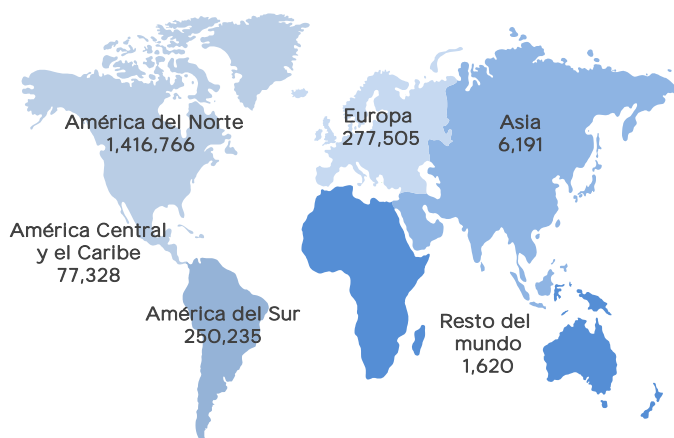 América del Norte
1,416,766
Europa
277,505
Asia
6,191
América Central
y el Caribe
77,328
América del Sur
250,235
Resto del
mundo
1,620